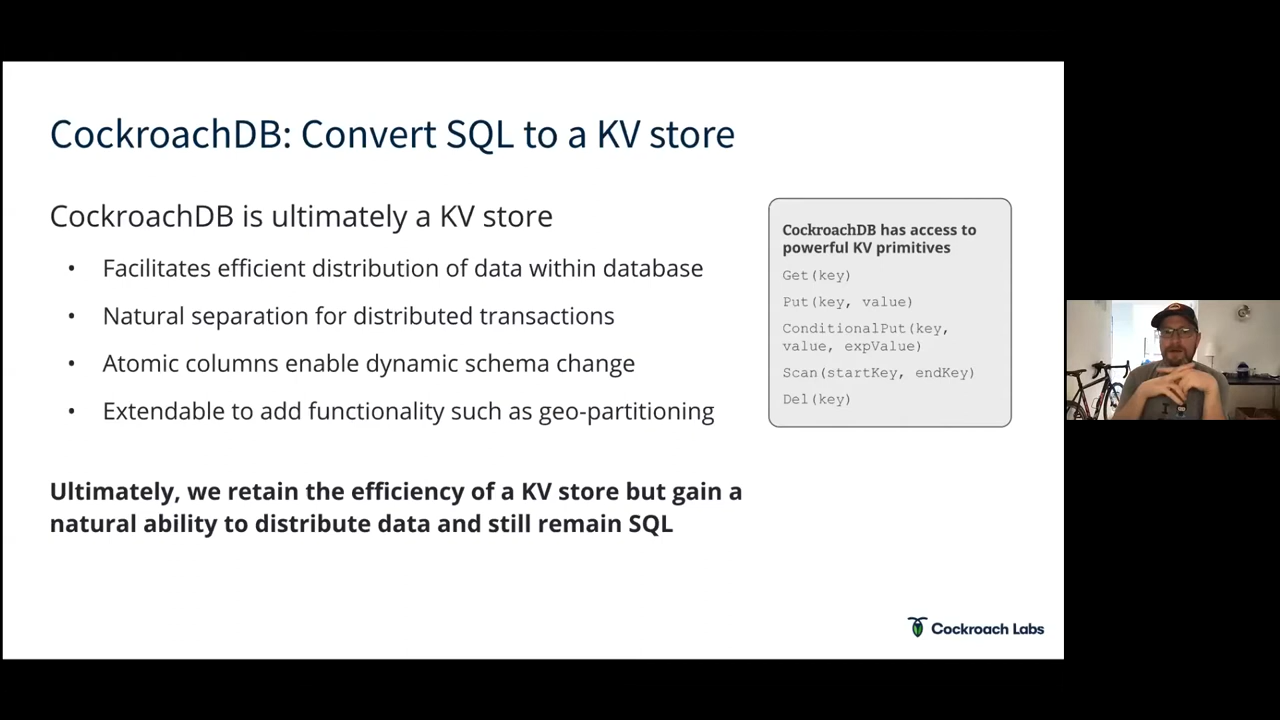 CockroachDB: Convert SQL to a KV store
CockroachDB is ultimately a KV store
• Facilitates efficient distribution of data within database
• Natural separation for distributed transactions
• Atomic columns enable dynamic schema change
• Extendable to add functionality such as geo-partitioning
Ultimately, we retain the efficiency of a KV store but gain a
natural ability to distribute data and still remain SQL
CockroachDB has access to
powerful KV primitives
Get(key)
Put(key, value)
ConditionalPut(key,
value, expValue)
Scan(startKey, endKey)
Del(key)
Cockroach Labs